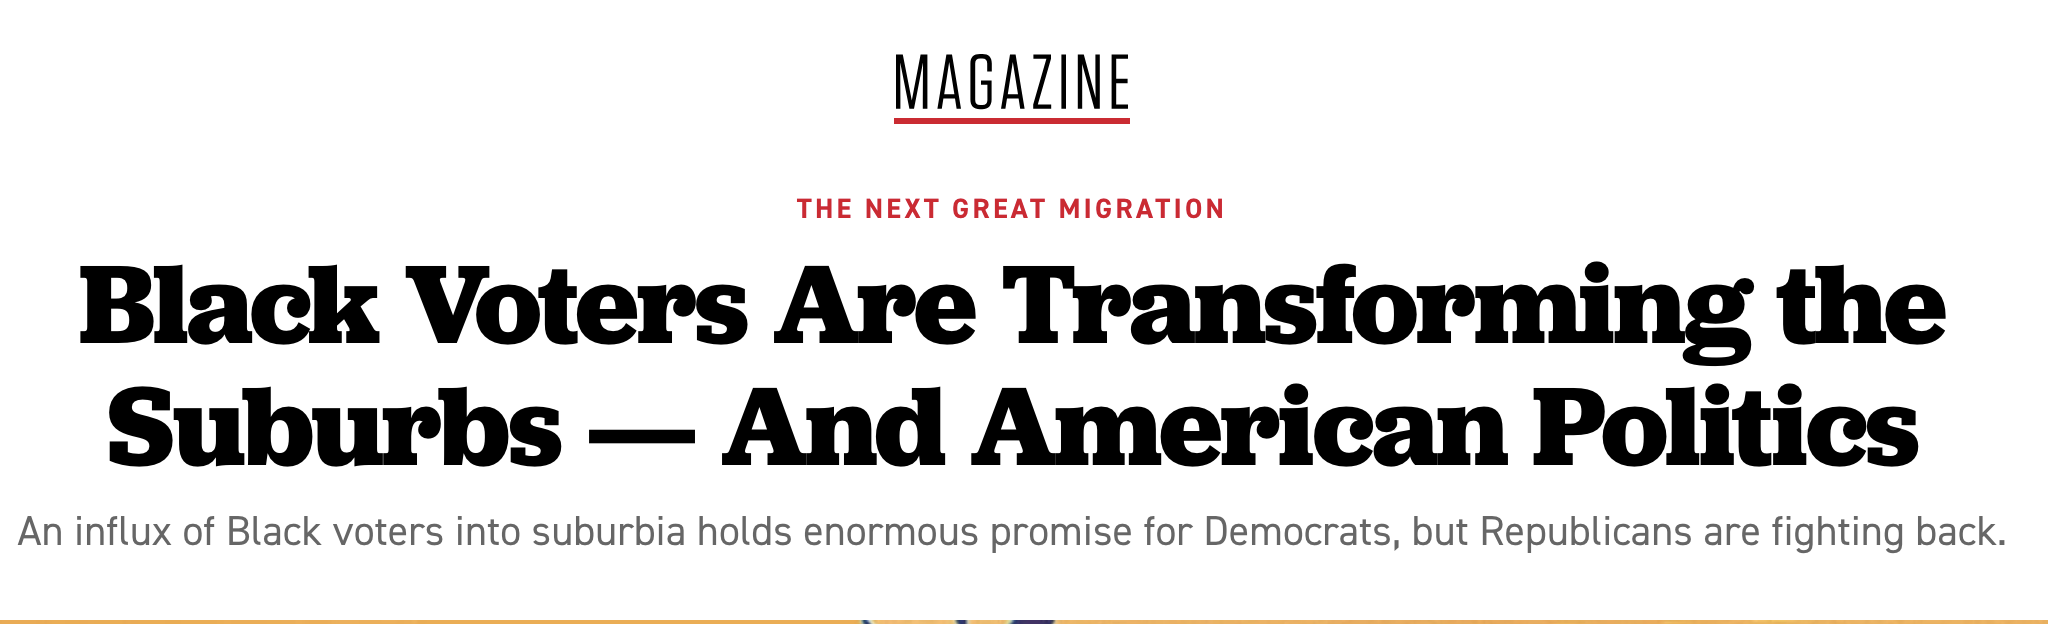 MAGAZINE
THE NEXT GREAT MIGRATION
Black Voters Are Transforming the
Suburbs — And American Politics
An influx of Black voters into suburbia holds enormous promise for Democrats, but Republicans are fighting back.